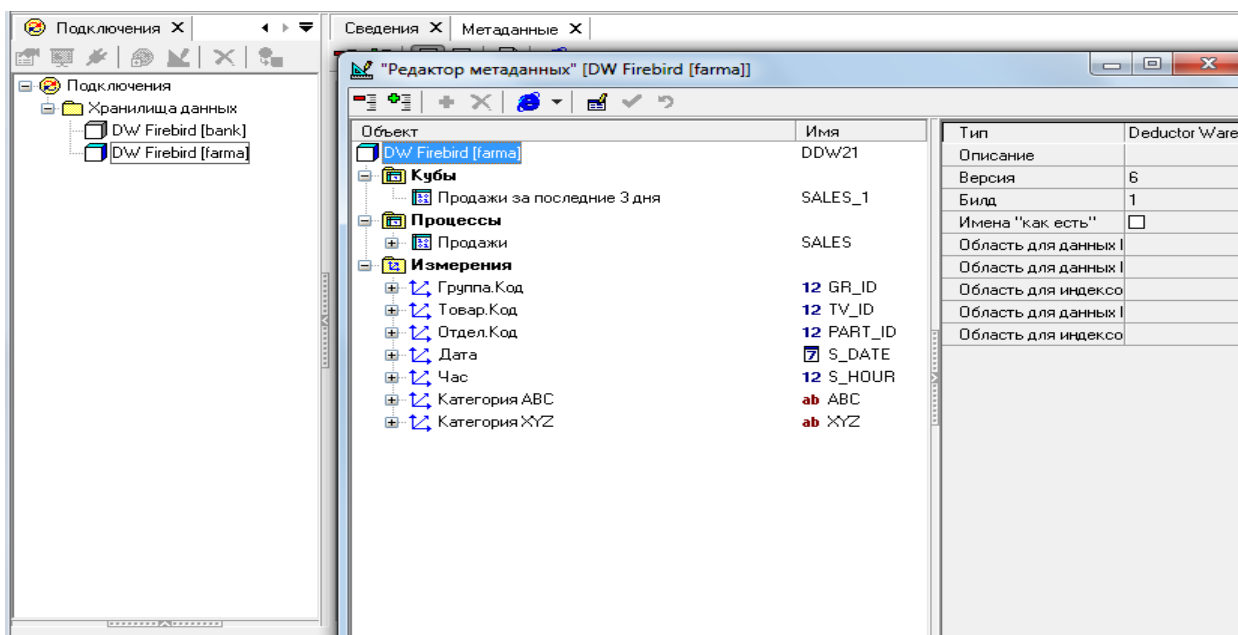 Подключения
Сведения
Метаданные
Подключения
Хранилища данных
DW Firebird [bank]
DW Firebird [farma]
"Редактор метаданных" [DW Firebird [farma]]
Объект Имя
DW Firebird [farma] DDW21
Кубы
Продажи за последние 3 дня SALES_1
Процессы
Продажи SALES
Измерения
Группа.Код 12 GR_ID
Товар.Код 12 TV_ID
Отдел.Код 12 PART_ID
Дата 7 S_DATE
Час 12 S_HOUR
Категория ABC ab ABC
Категория XYZ ab XYZ
Тип Deductor Ware
Описание
Версия 6
Билд 1
Имена "как есть"
Область для данных
Область для данных
Область для индексо
Область для данных
Область для индексо